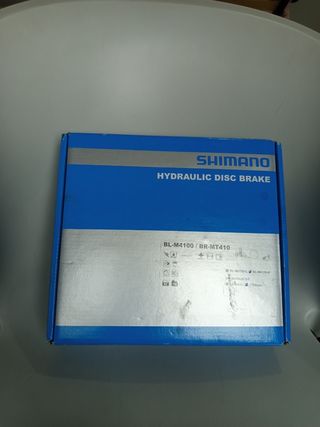 SHIMANO
HYDRAULIC DISC BRAKE
BL-M4100 / BR-MT410